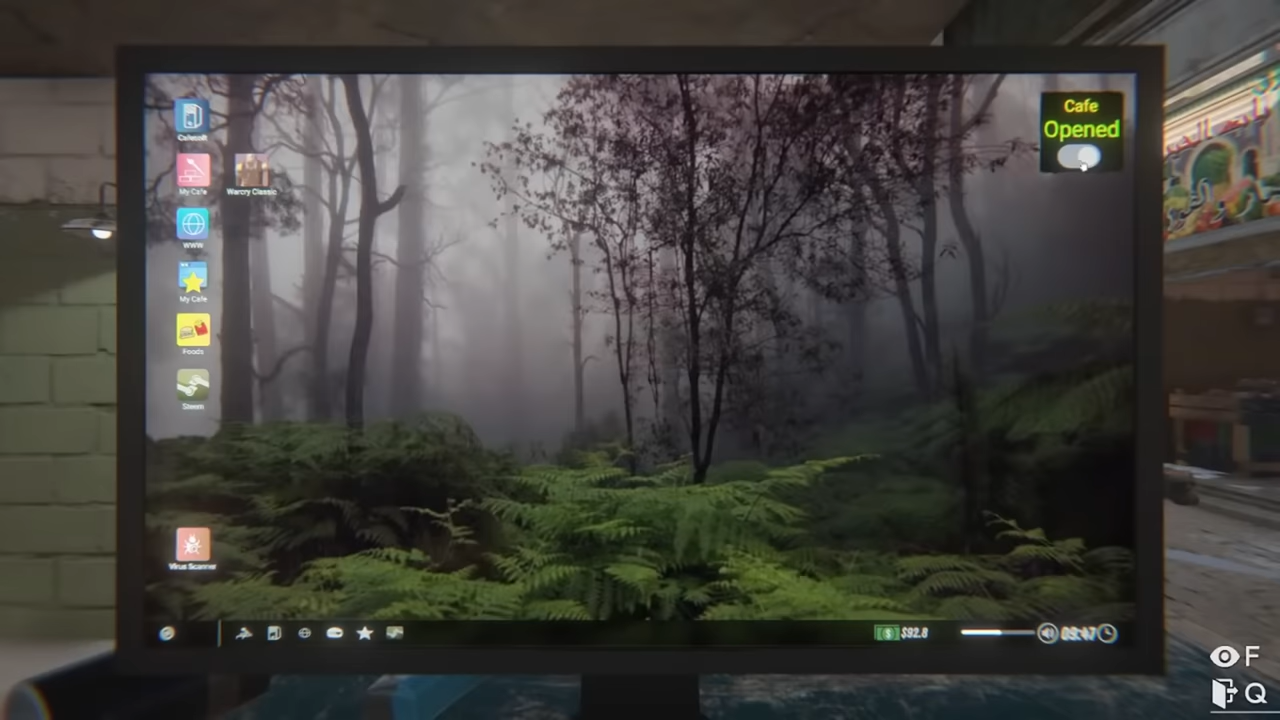 Cafesoft
My Cafe
Warcry Classic
WWW
My Cafe
Foods
Steem
Virus Scanner
Cafe
Opened
$92.8
F
Q